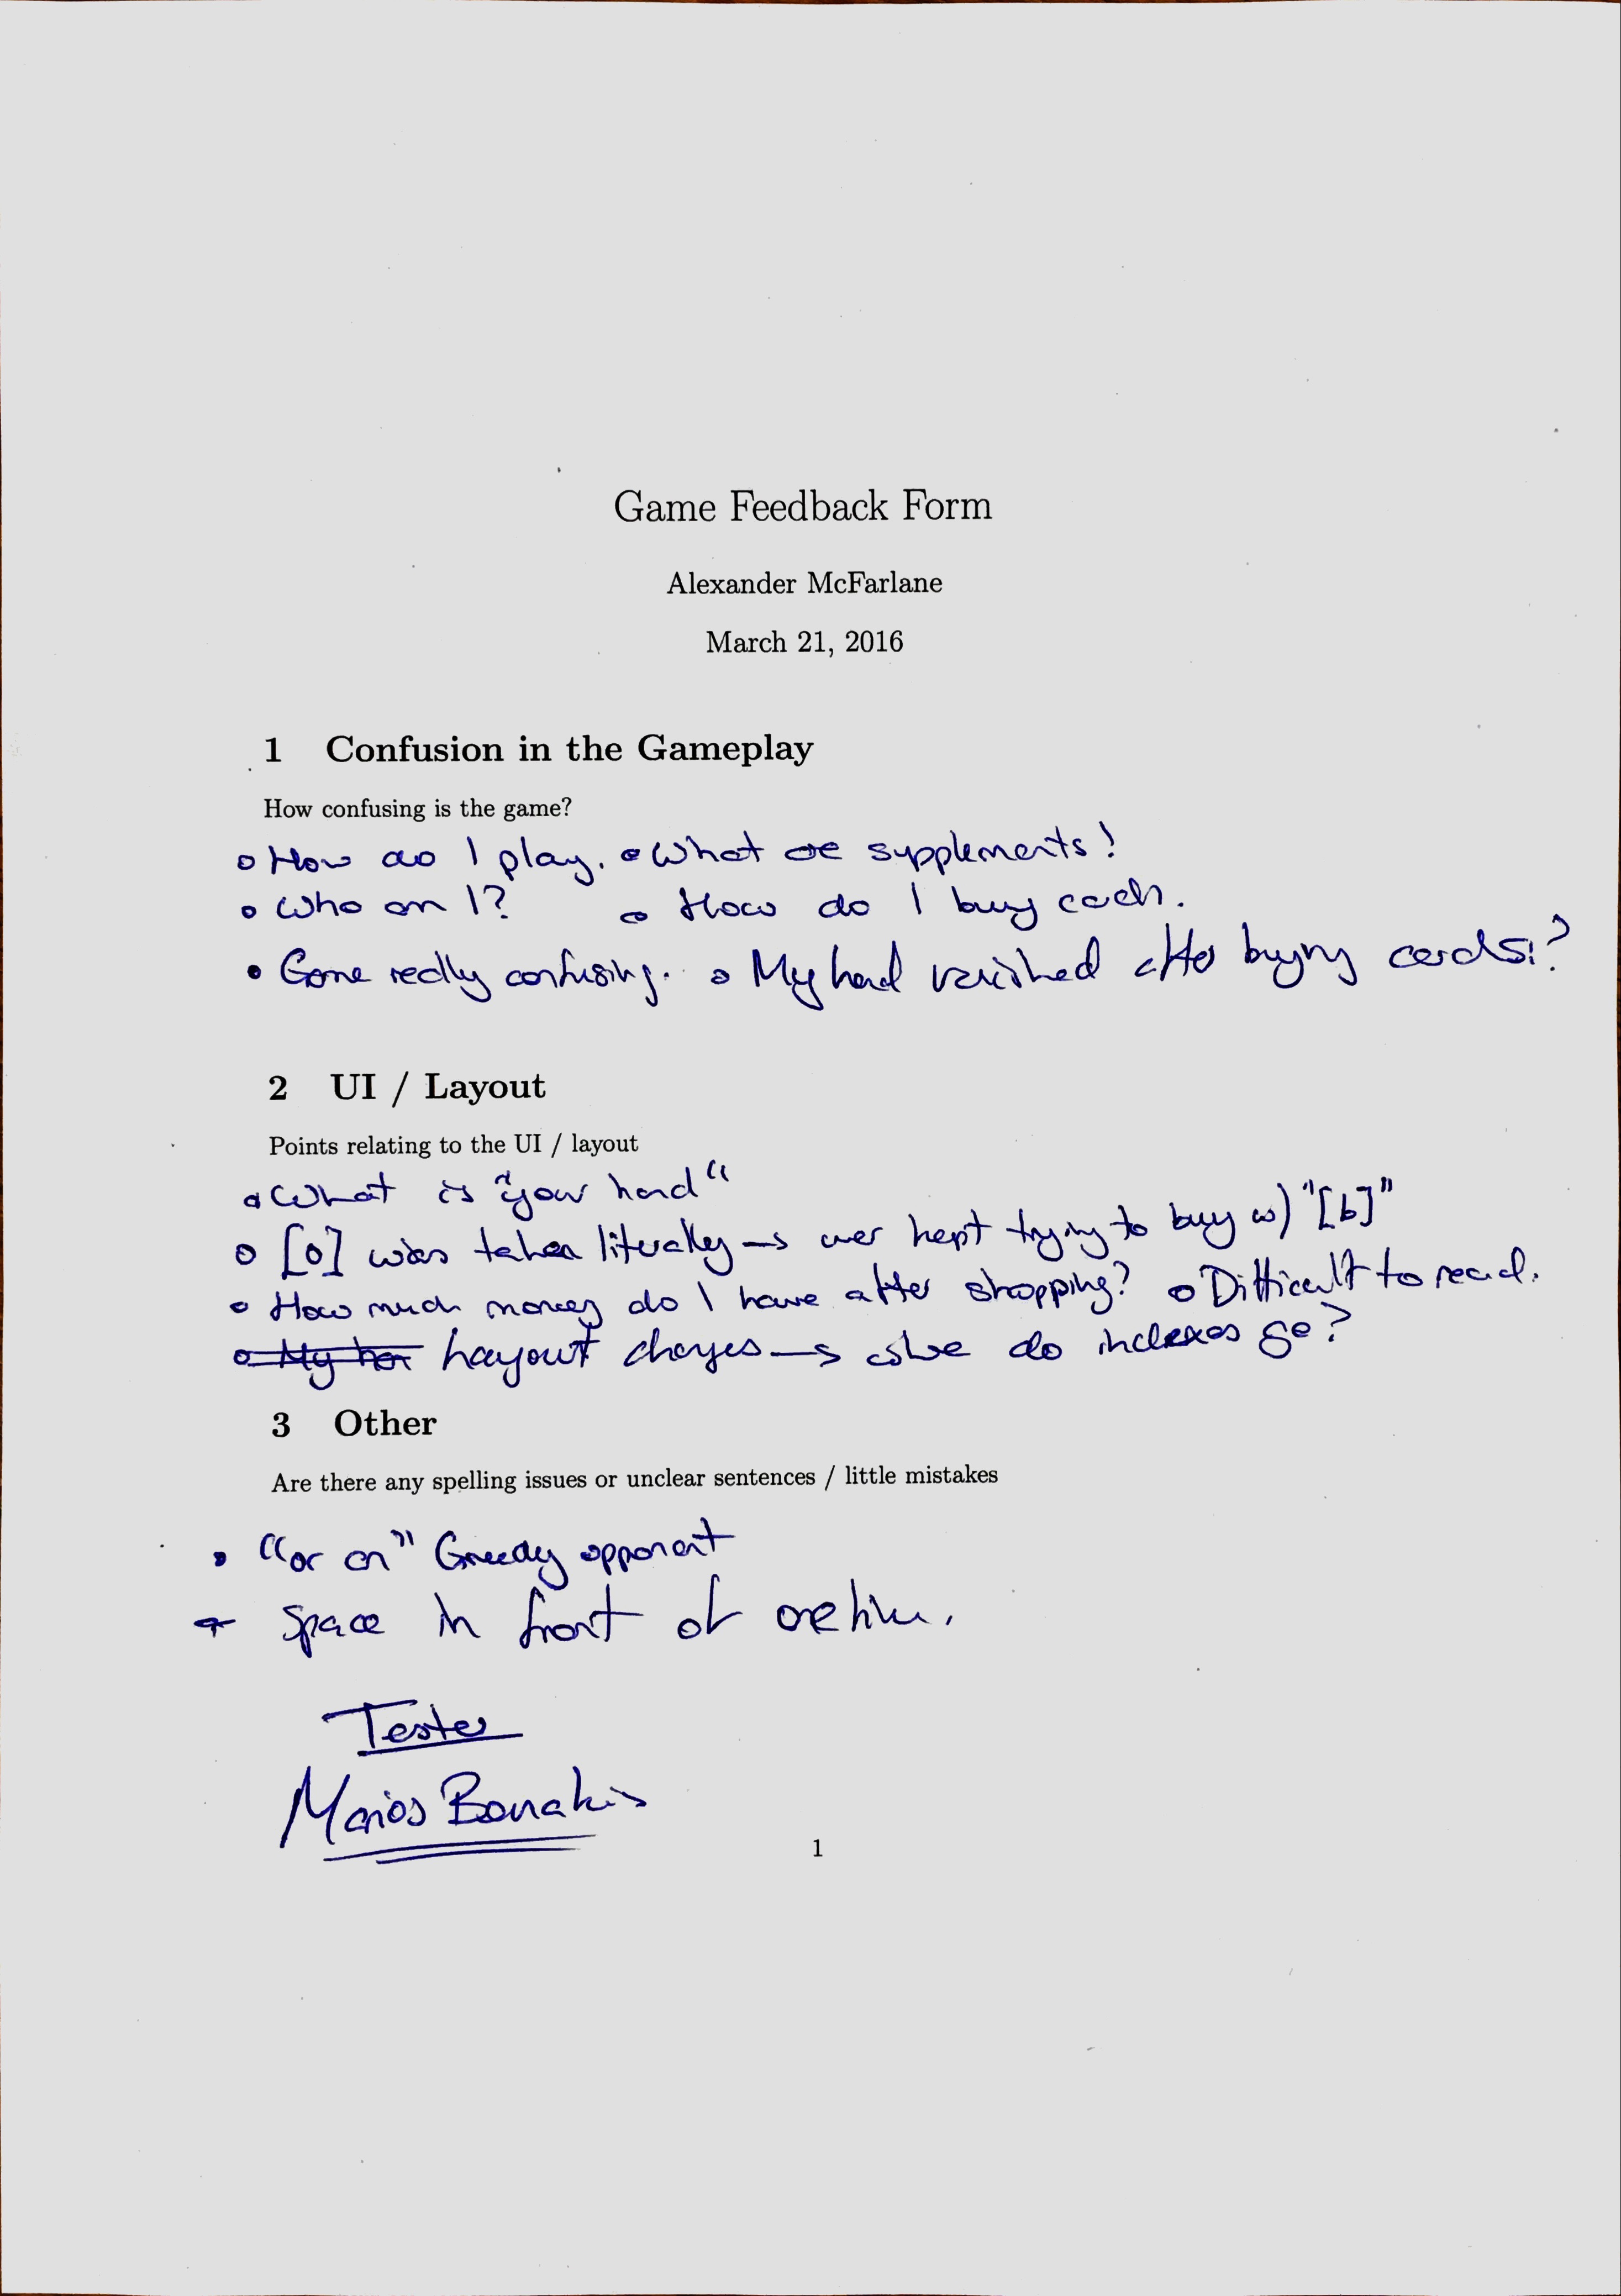 Game Feedback Form
Alexander McFarlane
March 21, 2016
1 Confusion in the Gameplay
How confusing is the game?
o How do I play. o What are supplements!
o Who am I? o How do I buy cards.
• Game really confusing. o My hand vanished after buying cards!?
2 UI / Layout
Points relating to the UI / layout
o What is "your hand"
o [0] was taken literally → user kept trying to buy w/ "[b]"
o How much money do I have after shopping? o Difficult to read.
o My har Layout changes → where do indexes go?
3 Other
Are there any spelling issues or unclear sentences / little mistakes
• "or an" Greedy opponent
space in front of
Tester
Marios
1